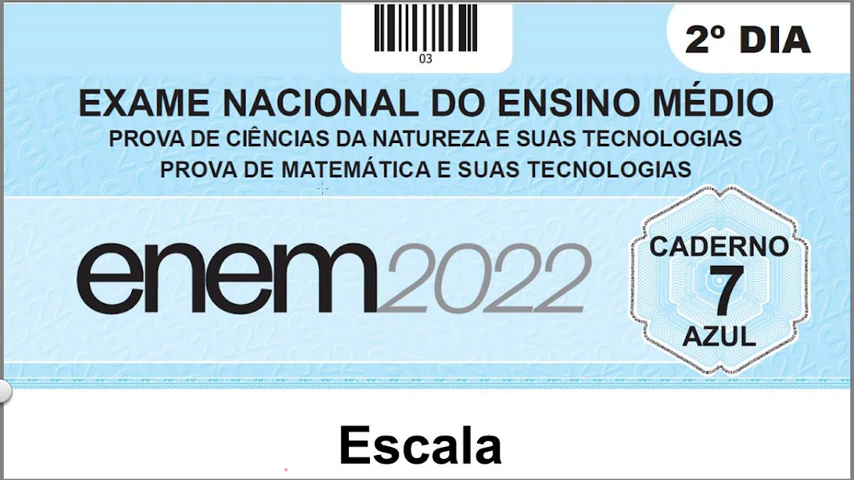 03
2º DIA
EXAME NACIONAL DO ENSINO MÉDIO
PROVA DE CIÊNCIAS DA NATUREZA E SUAS TECNOLOGIAS
PROVA DE MATEMÁTICA E SUAS TECNOLOGIAS
enem2022
CADERNO
7
AZUL
Escala